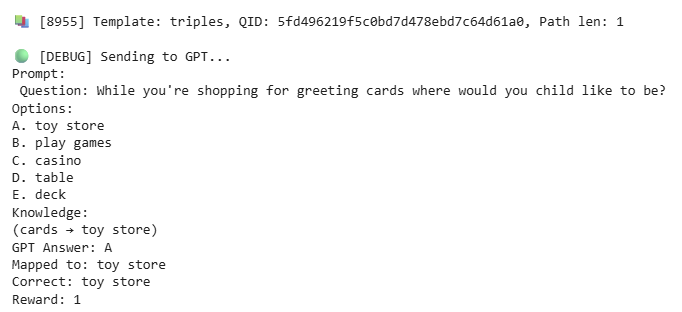 [8955] Template: triples, QID: 5fd496219f5c0bd7d478ebd7c64d61a0, Path len: 1
[DEBUG] Sending to GPT...
Prompt:
Question: While you're shopping for greeting cards where would you child like to be?
Options:
A. toy store
B. play games
C. casino
D. table
E. deck
Knowledge:
(cards → toy store)
GPT Answer: A
Mapped to: toy store
Correct: toy store
Reward: 1